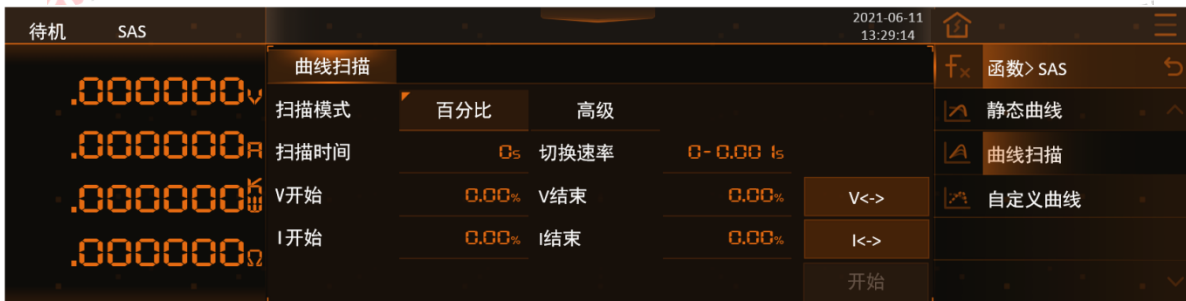 待机 SAS 2021-06-11
13:29:14
曲线扫描 函数> SAS
.000000V
扫描模式 百分比 高级 静态曲线
.000000A
扫描时间 0s 切换速率 0-0.001s 曲线扫描
.000000KW
V开始 0.00% V结束 0.00% V<-> 自定义曲线
.000000Ω
I开始 0.00% I结束 0.00% I<->
开始